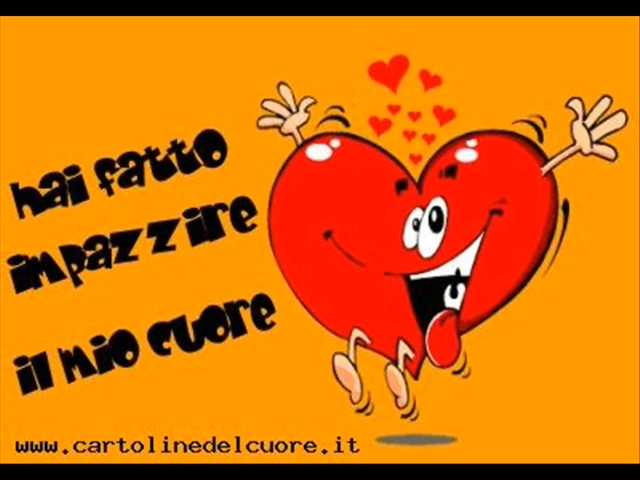 hai fatto
impazzire
il mio cuore
www.cartolinedelcuore.it